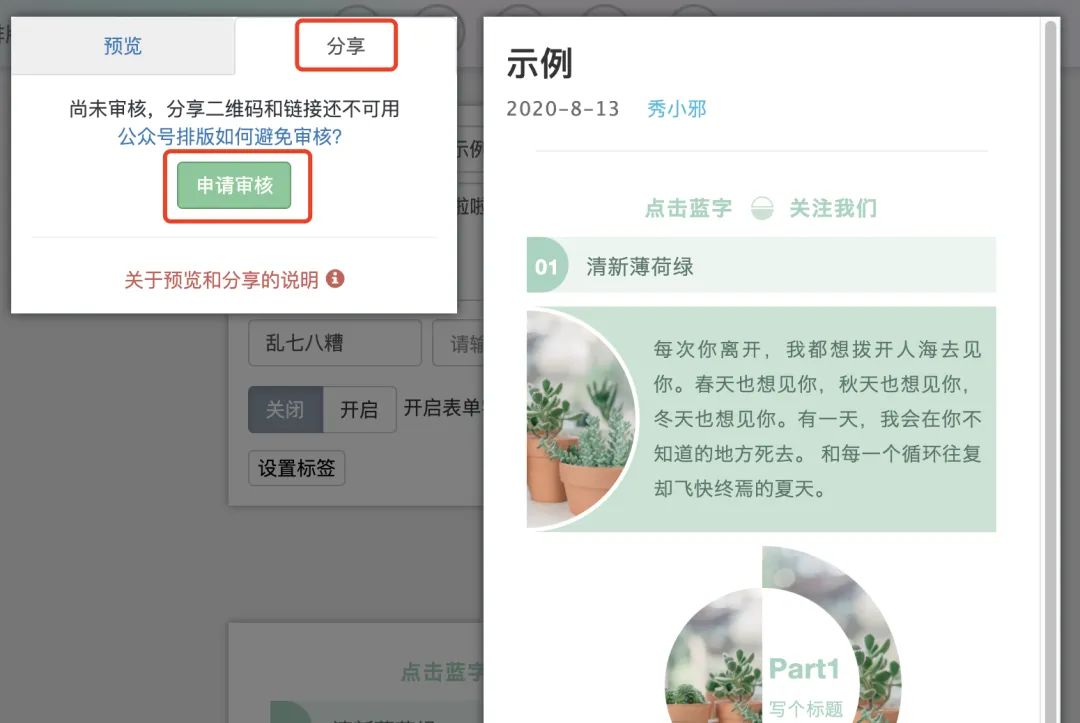 预览
分享
尚未审核，分享二维码和链接还不可用
公众号排版如何避免审核？
申请审核
关于预览和分享的说明
示例
乱七八糟
请输
关闭
开启
开启表单
设置标签
点击蓝字
示例
2020-8-13 秀小邪
点击蓝字 关注我们
01 清新薄荷绿
每次你离开，我都想拨开人海去见
你。春天也想见你，秋天也想见你，
冬天也想见你。有一天，我会在你不
知道的地方死去。 和每一个循环往复
却飞快终焉的夏天。
Part1
写个标题